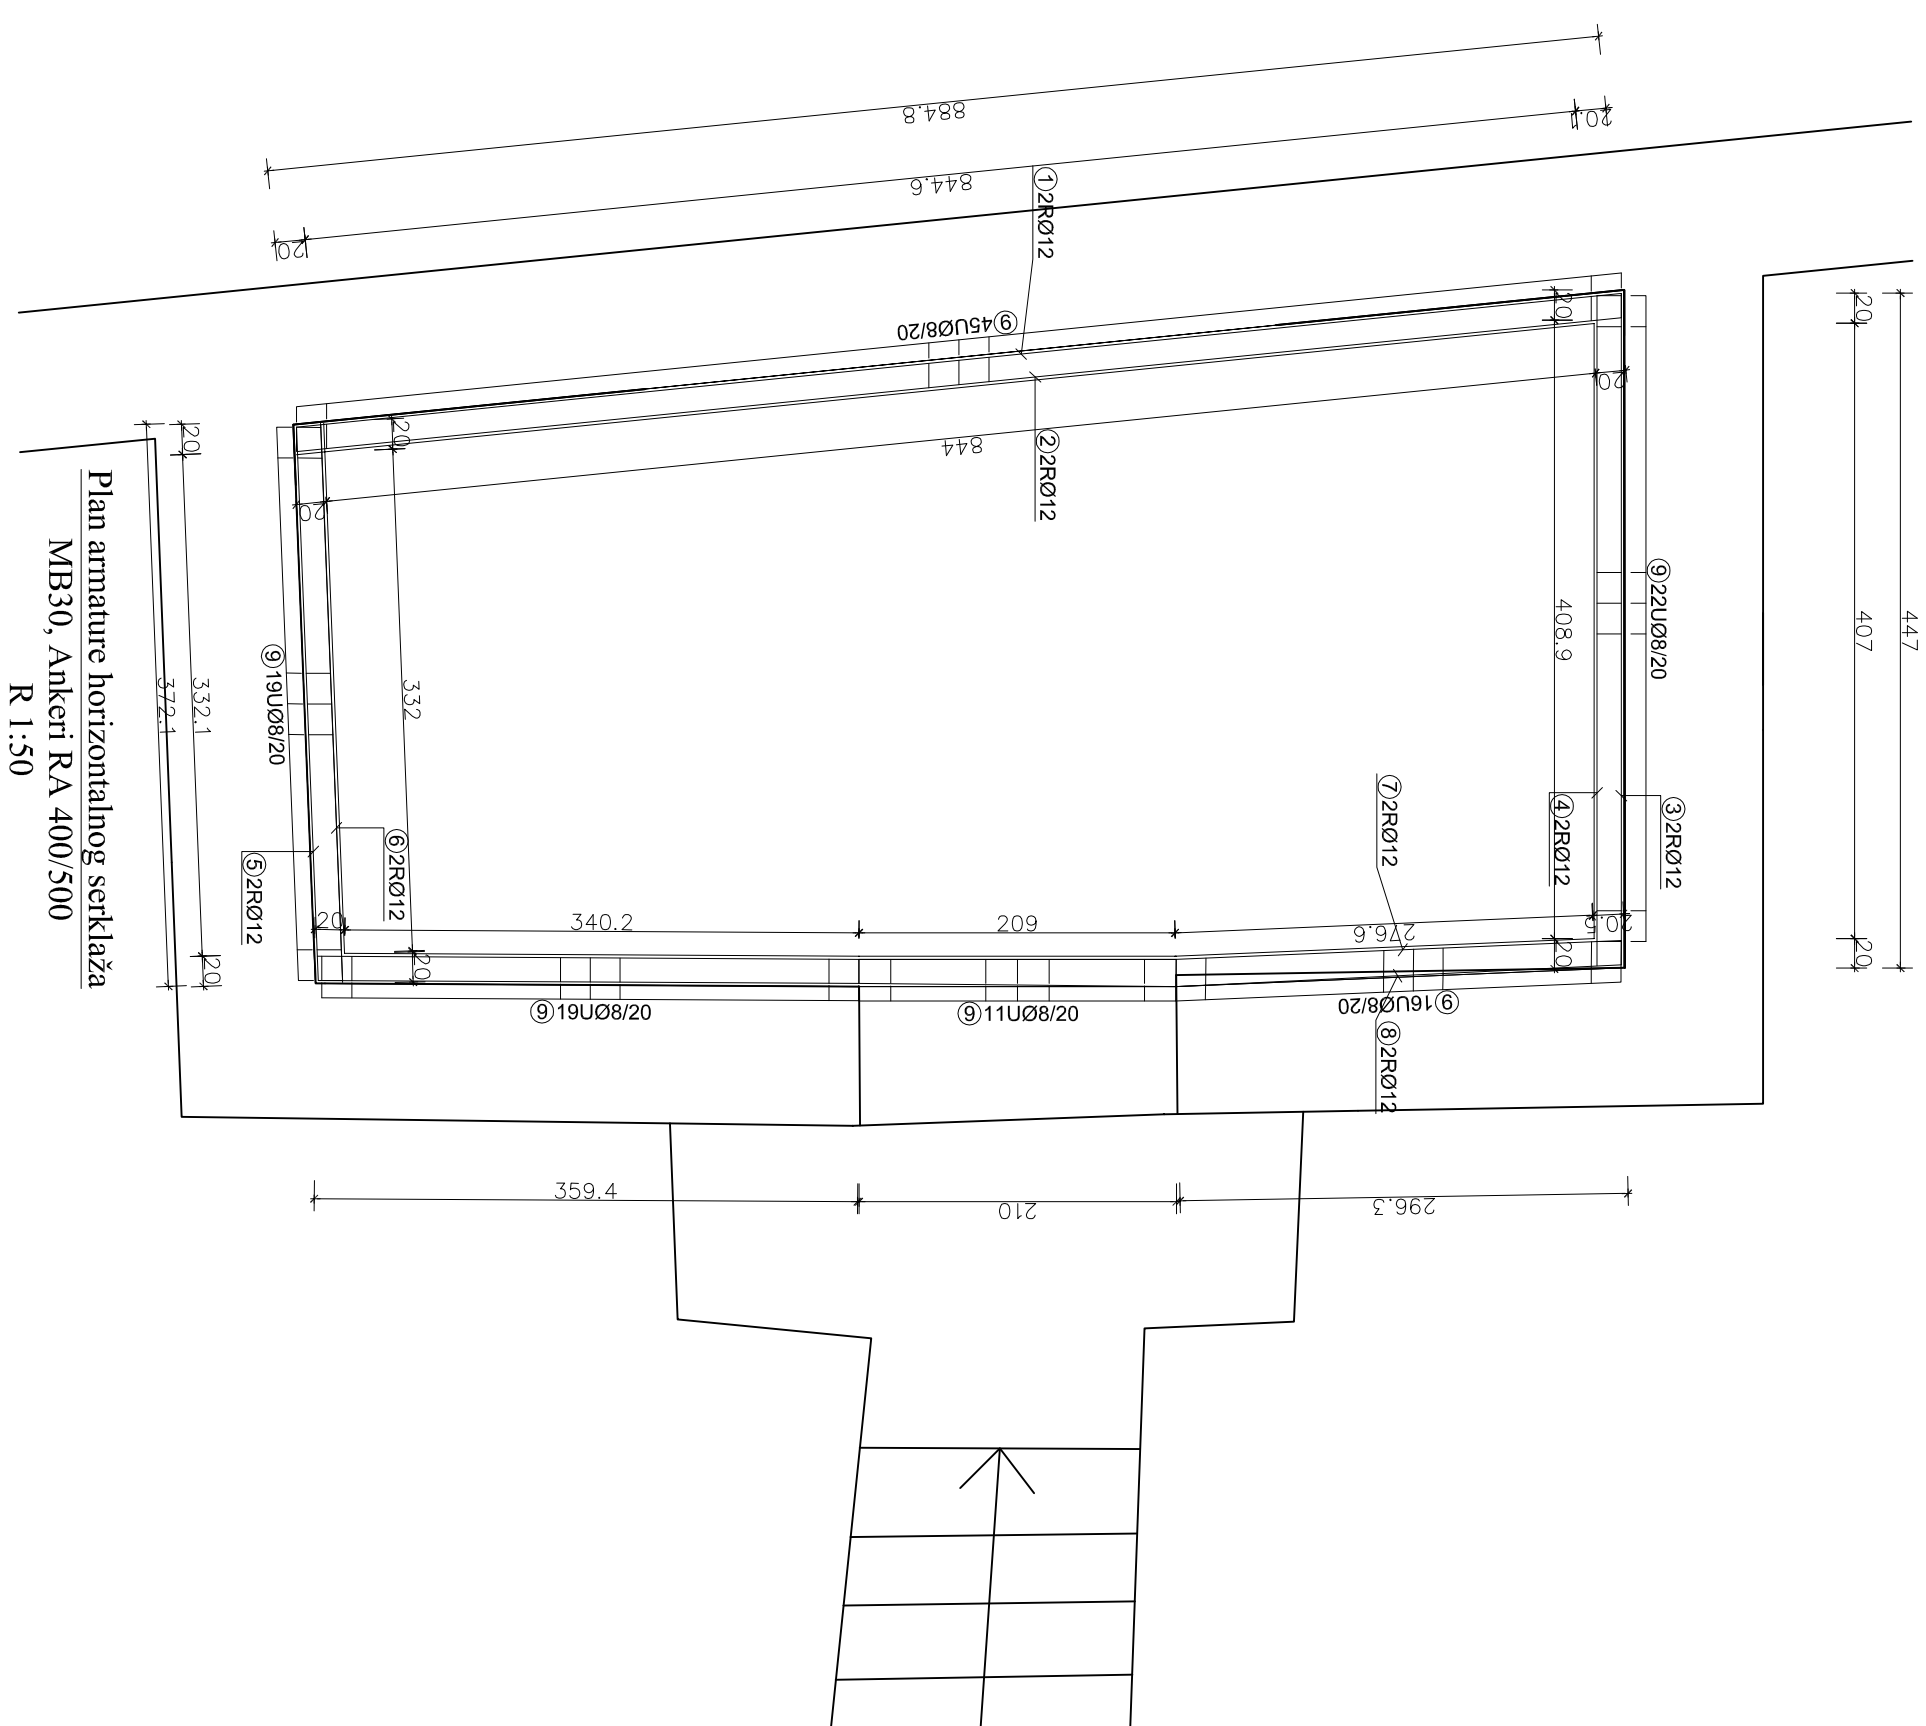 Plan armature horizontalnog serklaža
MB30, Ankeri RA 400/500
R 1:50
884.8
844.6
20.1
20
①2RØ12
⑨45UØ8/20
②2RØ12
844
20
20
20
20
⑨22UØ8/20
408.9
20
407
20
447
20
332.1
20
372.1
332
20
⑨19UØ8/20
⑤2RØ12
⑥2RØ12
⑦2RØ12
④2RØ12
③2RØ12
20
340.2
209
276.6
20.5
20
⑨19UØ8/20
⑨11UØ8/20
⑨16UØ8/20
⑧2RØ12
359.4
210
296.3